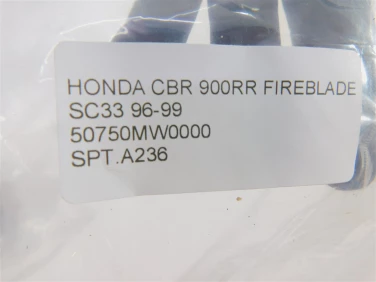 HONDA CBR 900RR FIREBLADE
SC33 96-99
50750MW0000
SPT.A236